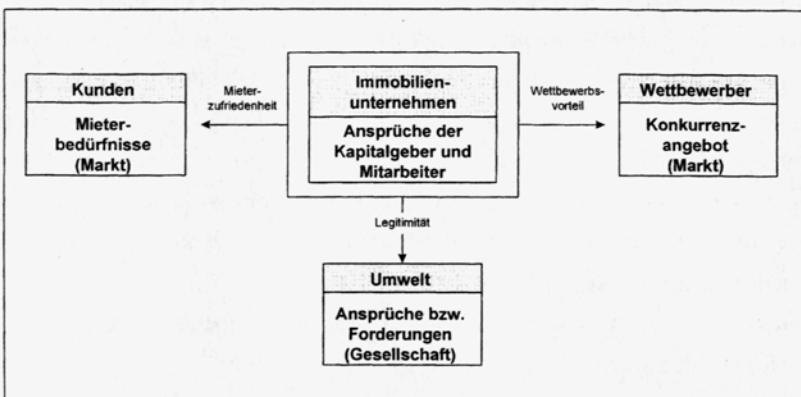 Kunden
Mieter-
bedürfnisse
(Markt)
Mieter-
zufriedenheit
Immobilien-
unternehmen
Ansprüche der
Kapitalgeber und
Mitarbeiter
Wettbewerbs-
vorteil
Wettbewerber
Konkurrenz-
angebot
(Markt)
Legitimität
Umwelt
Ansprüche bzw.
Forderungen
(Gesellschaft)